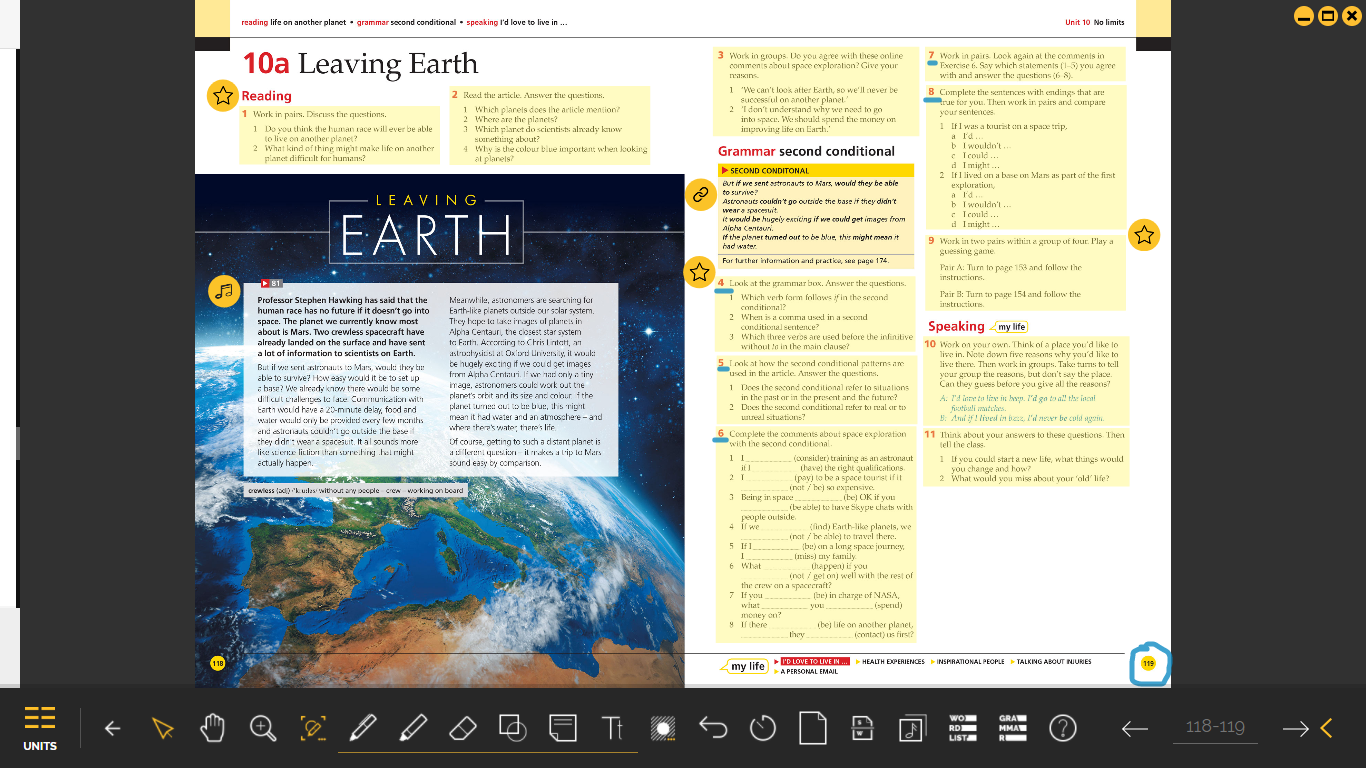 reading life on another planet • grammar second conditional • speaking I'd love to live in ...
Unit 10 No limits
10a Leaving Earth
Reading
1 Work in pairs. Discuss the questions.
1 Do you think the human race will ever be able
to live on another planet?
2 What kind of thing might make life on another
planet difficult for humans?
2 Read the article. Answer the questions.
1 Which planets does the article mention?
2 Where are the planets?
3 Which planet do scientists already know
something about?
4 Why is the colour blue important when looking
at planets?
LEAVING
EARTH
81
Professor Stephen Hawking has said that the
human race has no future if it doesn't go into
space. The planet we currently know most
about is Mars. Two crewless spacecraft have
already landed on the surface and have sent
a lot of information to scientists on Earth.
But if we sent astronauts to Mars, would they be
able to survive? How easy would it be to set up
a base? We already know there would be some
difficult challenges to face. Communication with
Earth would have a 20-minute delay, food and
water would only be provided every few months
and astronauts couldn't go outside the base if
they didn't wear a spacesuit. It all sounds more
like science fiction than something that might
actually happen.
Meanwhile, astronomers are searching for
Earth-like planets outside our solar system.
They hope to take images of planets in
Alpha Centauri, the closest star system
to Earth. According to Chris Lintott, an
astrophysicist at Oxford University, it would
be hugely exciting if we could get images
from Alpha Centauri. If we had only a tiny
image, astronomers could work out the
planet's orbit and its size and colour. If the
planet turned out to be blue, this might
mean it had water and an atmosphere – and
where there's water, there's life.
Of course, getting to such a distant planet is
a different question – it makes a trip to Mars
sound easy by comparison.
crewless (adj) /ˈkruːləs/ without any people – crew – working on board
118
3 Work in groups. Do you agree with these online
comments about space exploration? Give your
reasons.
1 'We can't look after Earth, so we'll never be
successful on another planet.'
2 'I don't understand why we need to go
into space. We should spend the money on
improving life on Earth.'
Grammar second conditional
SECOND CONDITONAL
But if we sent astronauts to Mars, would they be able
to survive?
Astronauts couldn't go outside the base if they didn't
wear a spacesuit.
It would be hugely exciting if we could get images from
Alpha Centauri.
If the planet turned out to be blue, this might mean it
had water.
For further information and practice, see page 174.
4 Look at the grammar box. Answer the questions.
1 Which verb form follows if in the second
conditional?
2 When is a comma used in a second
conditional sentence?
3 Which three verbs are used before the infinitive
without to in the main clause?
5 Look at how the second conditional patterns are
used in the article. Answer the questions.
1 Does the second conditional refer to situations
in the past or in the present and the future?
2 Does the second conditional refer to real or to
unreal situations?
6 Complete the comments about space exploration
with the second conditional.
1 I __________ (consider) training as an astronaut
if I __________ (have) the right qualifications.
2 I __________ (pay) to be a space tourist if it
__________ (not / be) so expensive.
3 Being in space __________ (be) OK if you
__________ (be able) to have Skype chats with
people outside.
4 If we __________ (find) Earth-like planets, we
__________ (not / be able) to travel there.
5 If I __________ (be) on a long space journey,
I __________ (miss) my family.
6 What __________ (happen) if you
__________ (not / get on) well with the rest of
the crew on a spacecraft?
7 If you __________ (be) in charge of NASA,
what __________ you __________ (spend)
money on?
8 If there __________ (be) life on another planet,
__________ they __________ (contact) us first?
7 Work in pairs. Look again at the comments in
Exercise 6. Say which statements (1–5) you agree
with and answer the questions (6–8).
8 Complete the sentences with endings that are
true for you. Then work in pairs and compare
your sentences.
1 If I was a tourist on a space trip,
a I'd ...
b I wouldn't ...
c I could ...
d I might ...
2 If I lived on a base on Mars as part of the first
exploration,
a I'd ...
b I wouldn't ...
c I could ...
d I might ...
9 Work in two pairs within a group of four. Play a
guessing game.
Pair A: Turn to page 153 and follow the
instructions.
Pair B: Turn to page 154 and follow the
instructions.
Speaking my life
10 Work on your own. Think of a place you'd like to
live in. Note down five reasons why you'd like to
live there. Then work in groups. Take turns to tell
your group the reasons, but don't say the place.
Can they guess before you give all the reasons?
A: I'd love to live in beep. I'd go to all the local
football matches.
B: And if I lived in bzzz, I'd never be cold again.
11 Think about your answers to these questions. Then
tell the class.
1 If you could start a new life, what things would
you change and how?
2 What would you miss about your 'old' life?
my life
I'D LOVE TO LIVE IN ... HEALTH EXPERIENCES INSPIRATIONAL PEOPLE TALKING ABOUT INJURIES
A PERSONAL EMAIL
119
UNITS
Tt
WO
RD
LIST
GRA
MMA
R
118-119